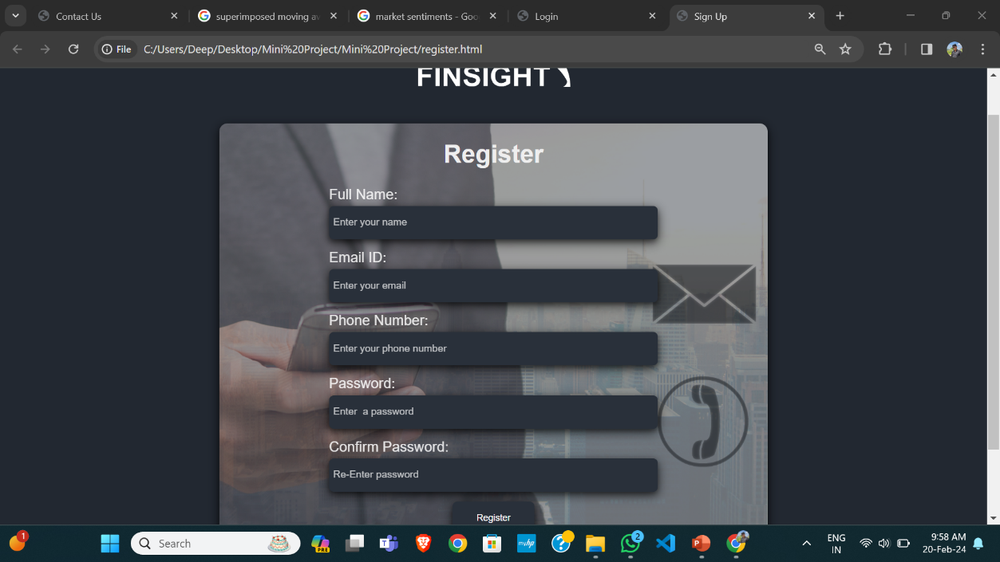 Contact Us
superimposed moving av
market sentiments - Goo
Login
Sign Up
File
C:/Users/Deep/Desktop/Mini%20Project/Mini%20Project/register.html
FINSIGHT
Register
Full Name:
Enter your name
Email ID:
Enter your email
Phone Number:
Enter your phone number
Password:
Enter  a password
Confirm Password:
Re-Enter password
Register
1
Search
PRE
T
myhp
?
2
P
ENG
IN
9:58 AM
20-Feb-24